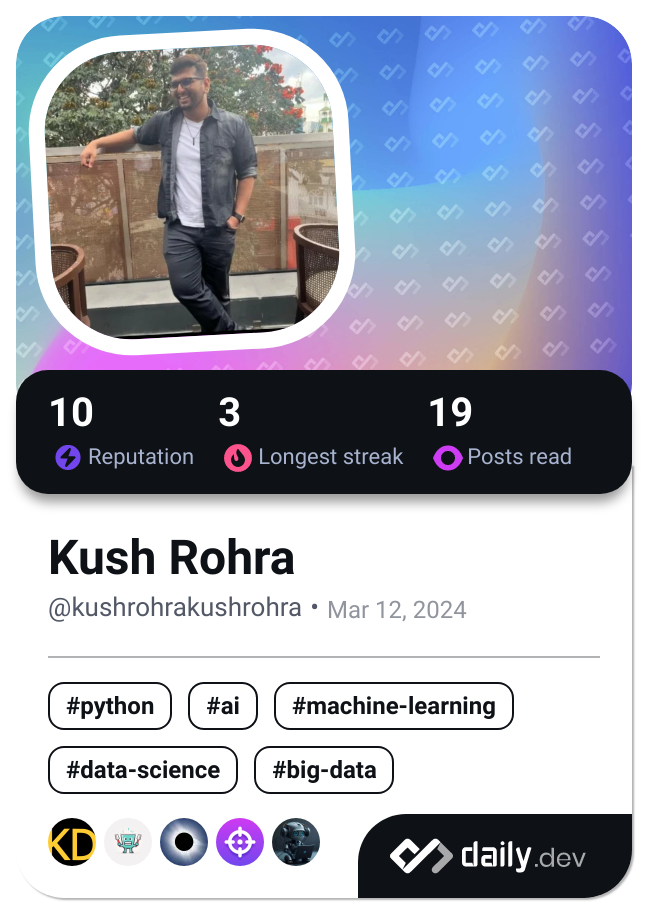 10 3 19
Reputation Longest streak Posts read
Kush Rohra
@kushrohrakushrohra • Mar 12, 2024
#python #ai #machine-learning
#data-science #big-data
KD
daily.dev